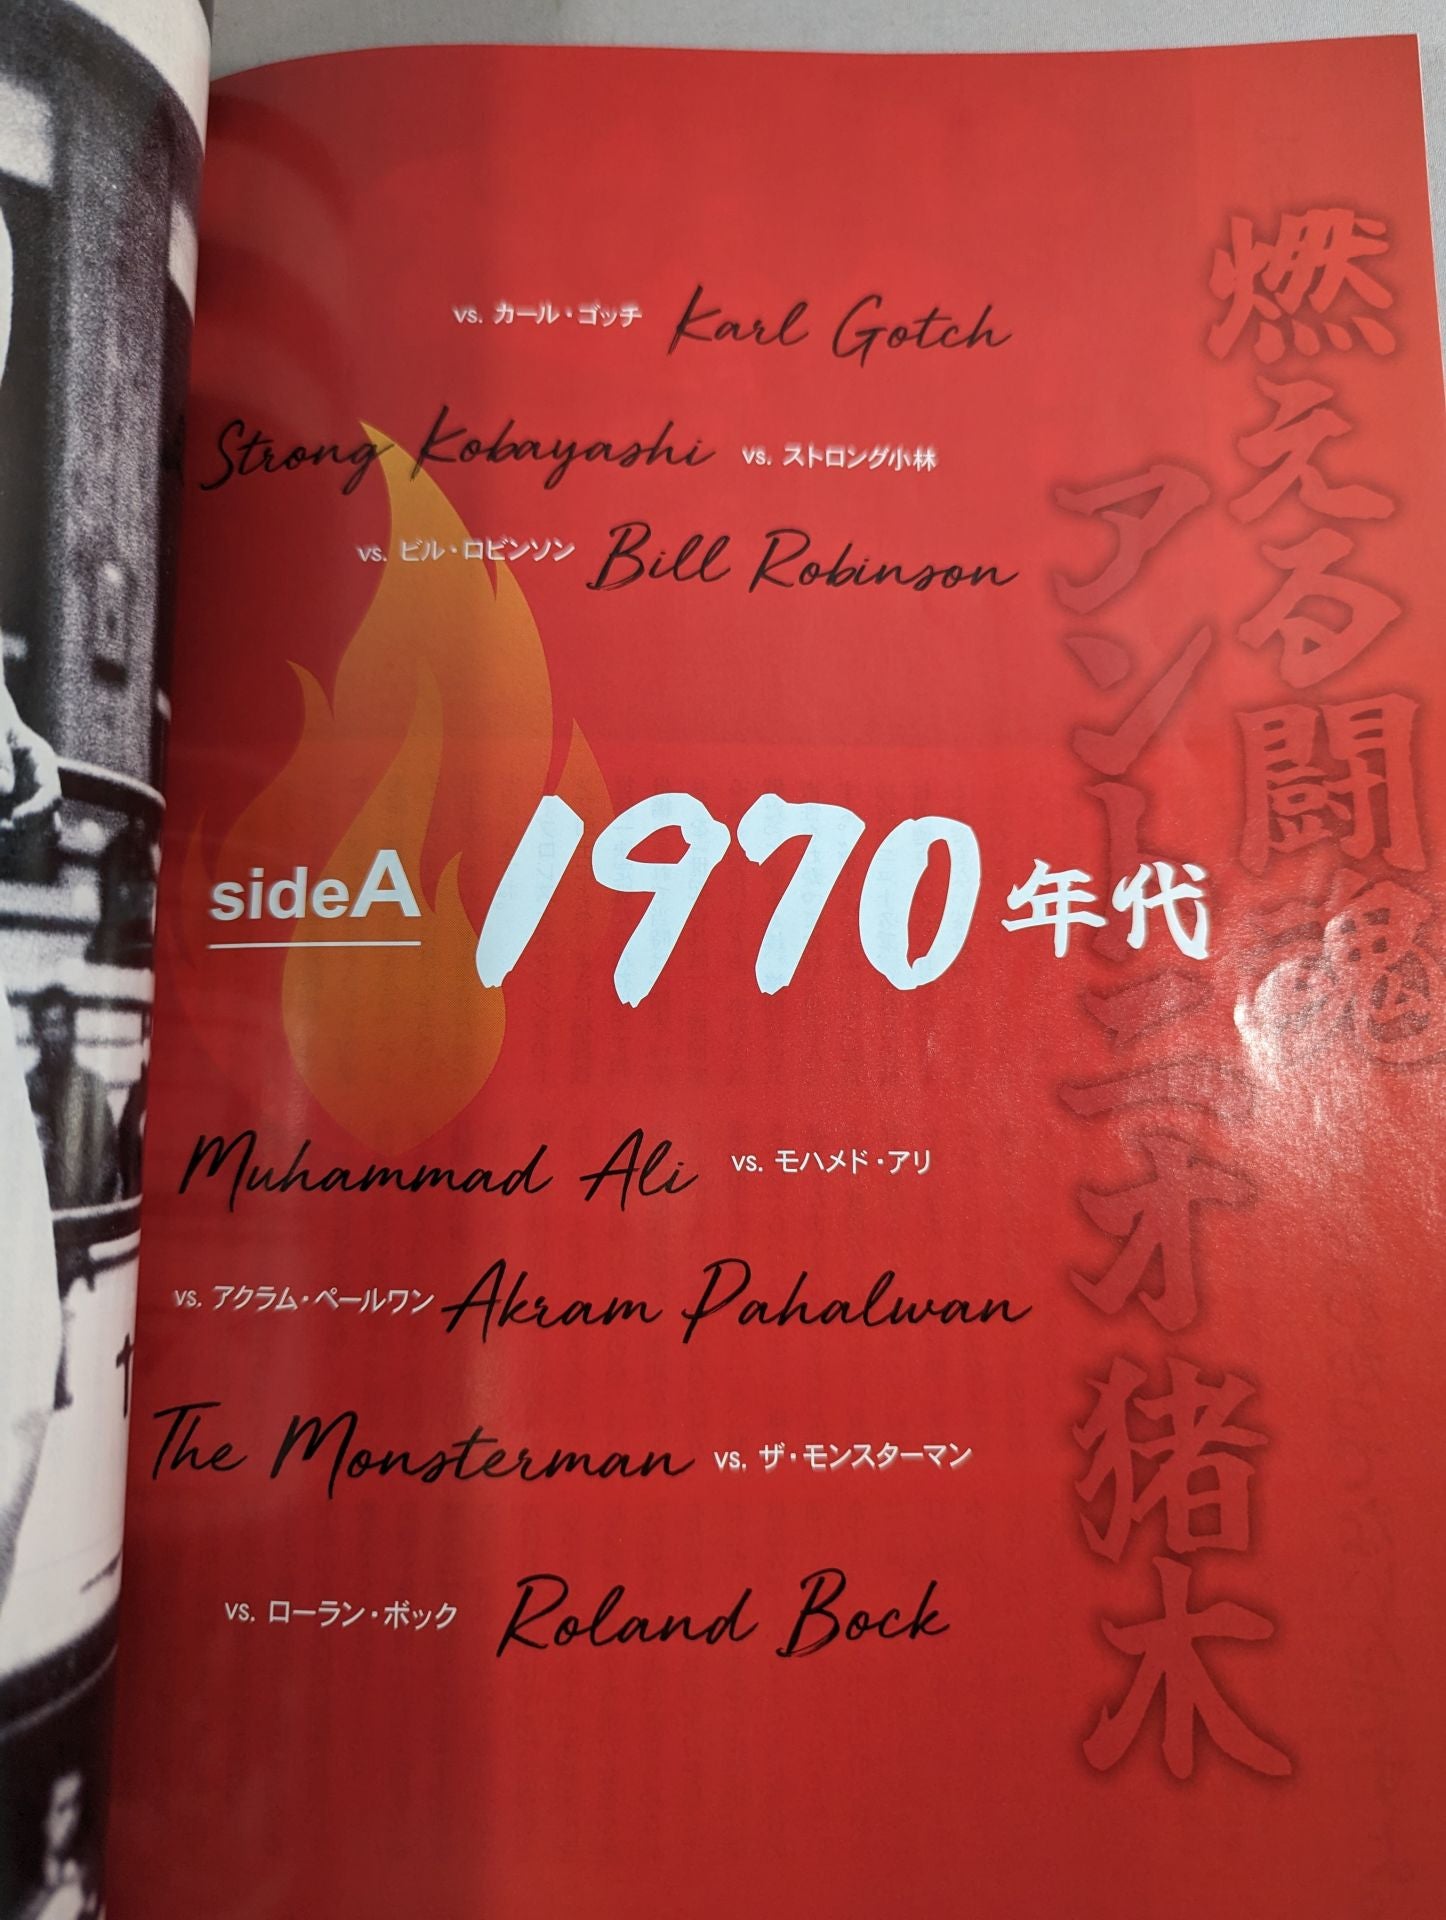 燃える闘魂
アントニオ猪木
vs. カール・ゴッチ Karl Gotch
Strong Kobayashi vs. ストロング小林
vs. ビル・ロビンソン Bill Robinson
sideA 1970年代
Muhammad Ali vs. モハメド・アリ
vs. アクラム・ペールワン Akram Pahalwan
The Monsterman vs. ザ・モンスターマン
vs. ローラン・ボック Roland Bock